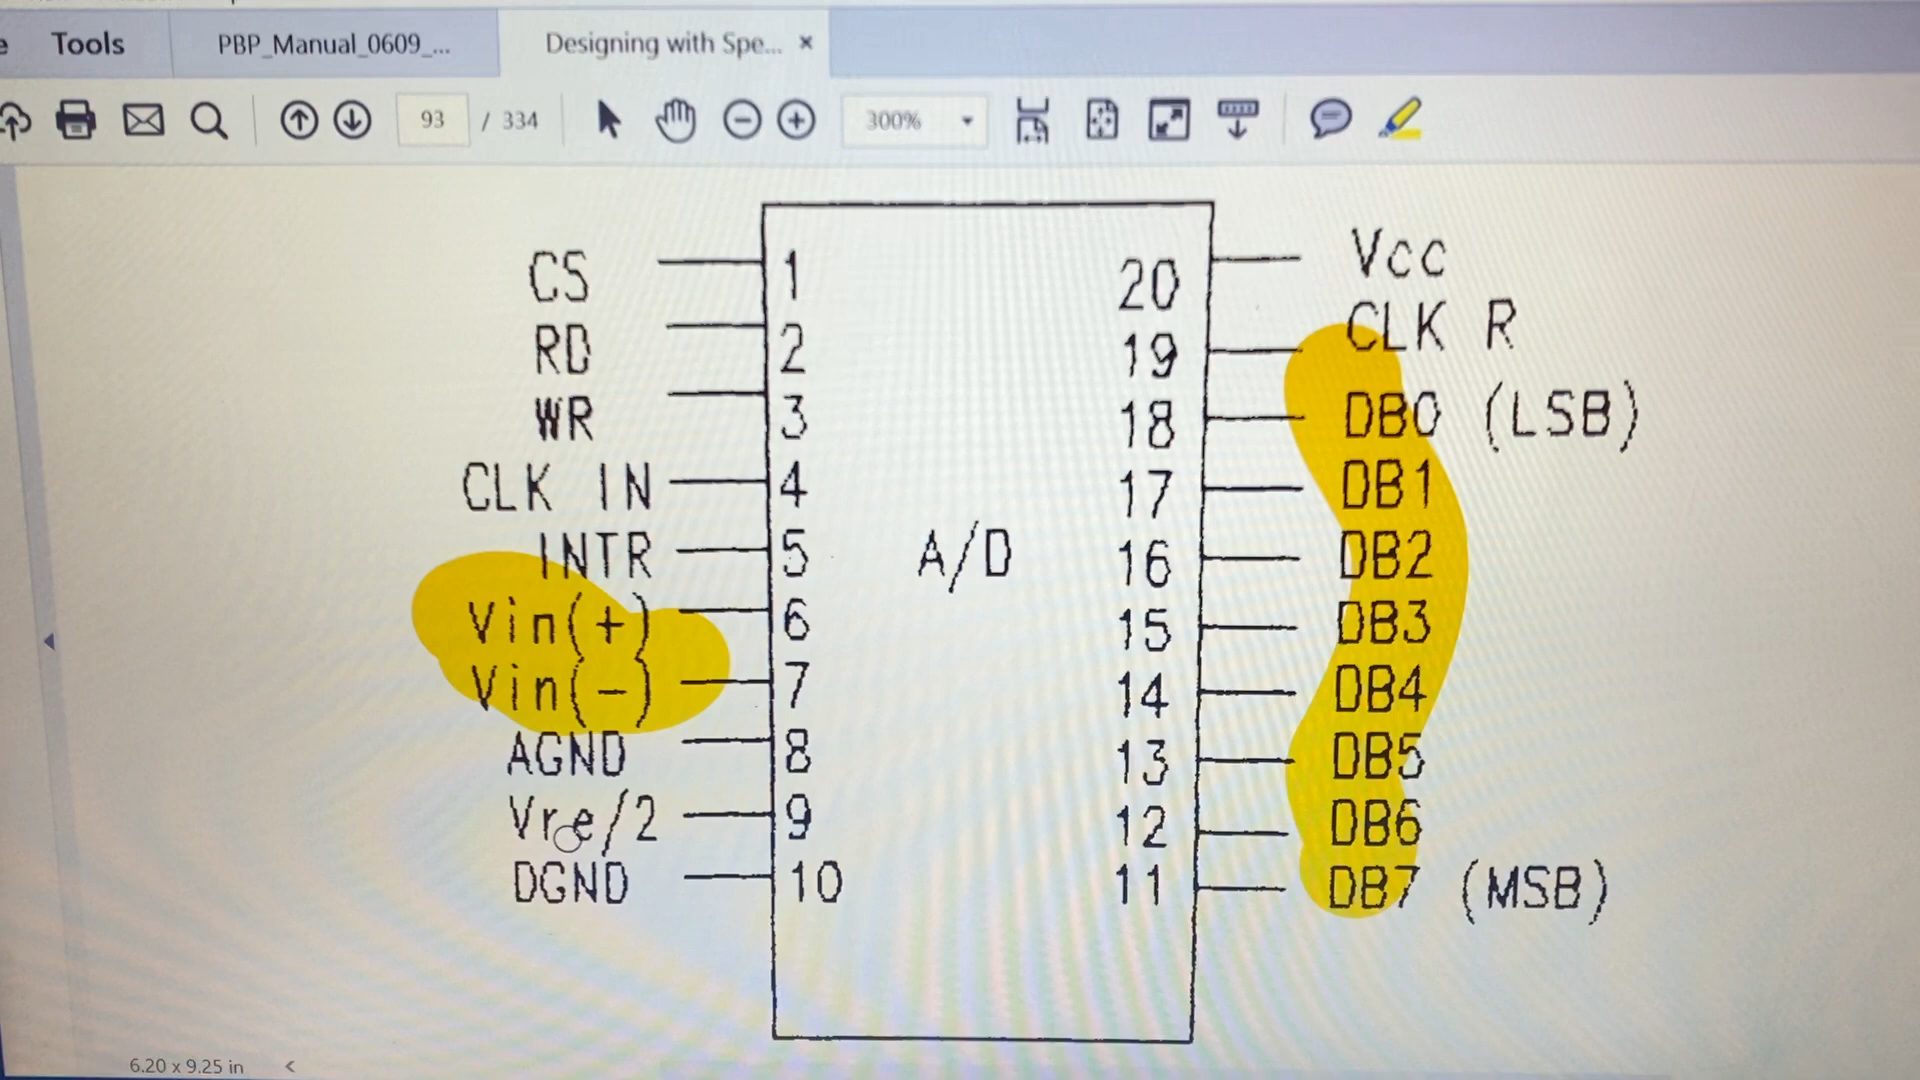 Tools PBP_Manual_0609_... Designing with Spe... ×
93 / 334 300%
CS 1 20 Vcc
RD 2 19 CLK R
WR 3 18 DB0 (LSB)
CLK IN 4 17 DB1
INTR 5 A/D 16 DB2
Vin(+) 6 15 DB3
Vin(-) 7 14 DB4
AGND 8 13 DB5
Vre/2 9 12 DB6
DGND 10 11 DB7 (MSB)
6.20 x 9.25 in <